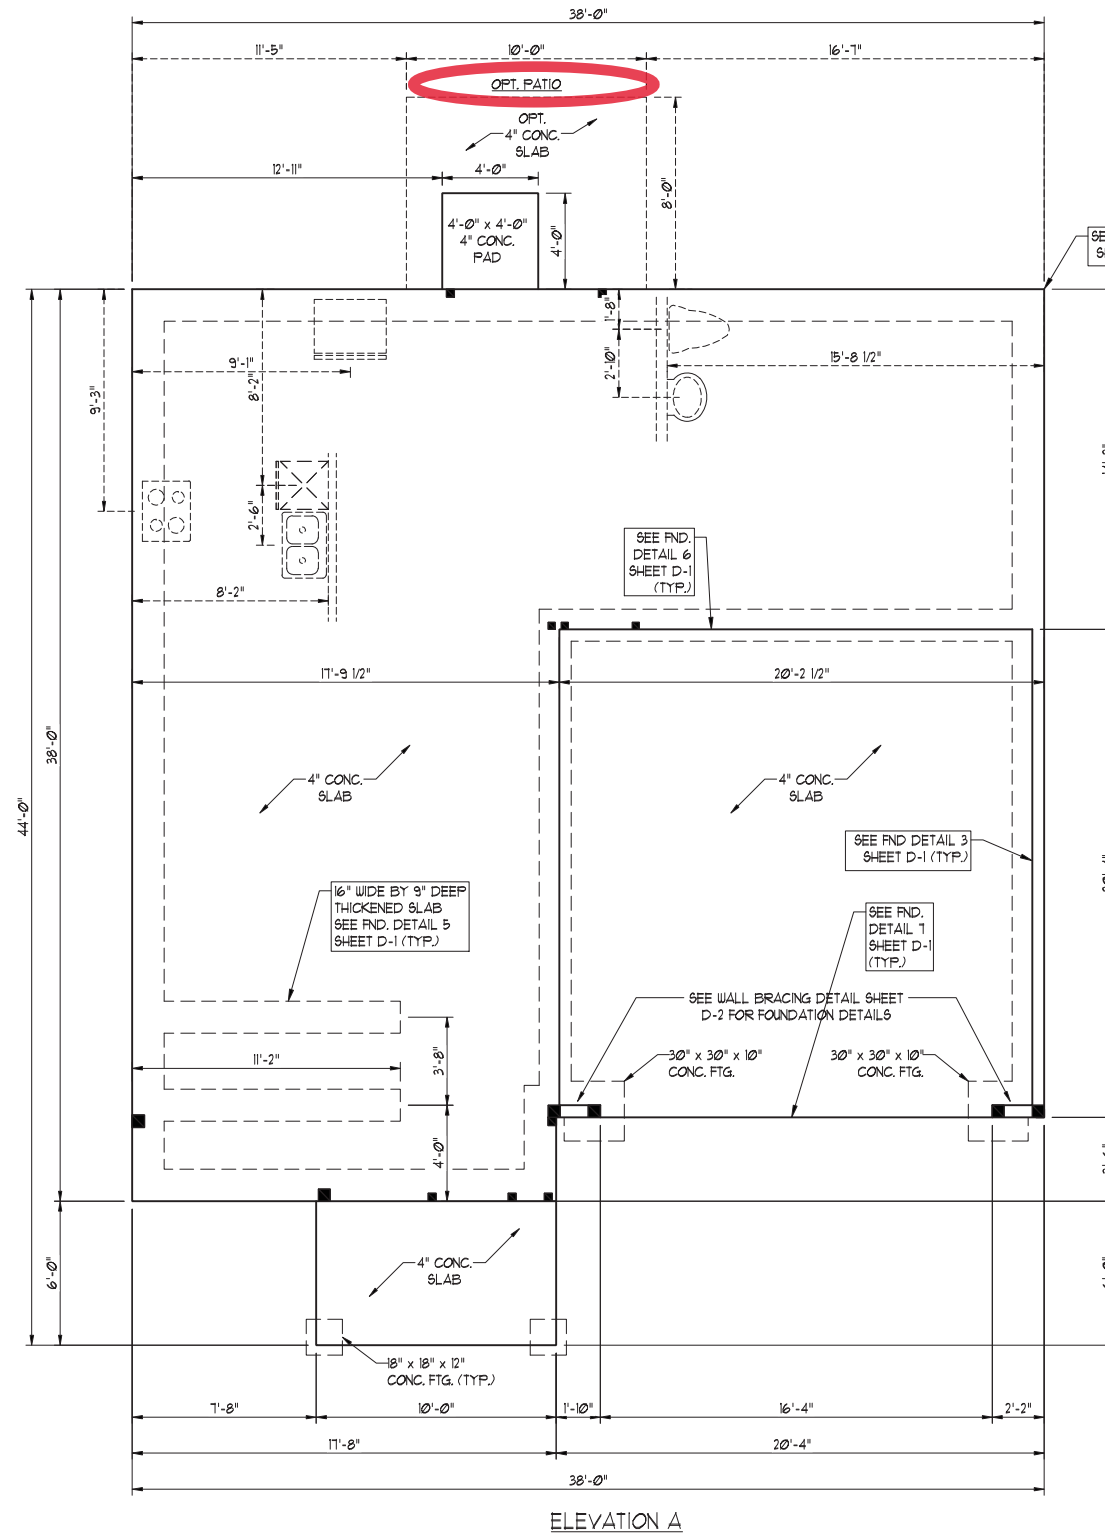 38'-0"
11'-5"
10'-0"
16'-7"
OPT. PATIO
OPT.
4" CONC.
SLAB
12'-11"
4'-0"
8'-0"
4'-0" x 4'-0"
4" CONC.
PAD
4'-0"
1'-8"
9'-1"
8'-2"
2'-10"
15'-8 1/2"
9'-3"
2'-6"
SEE FND.
DETAIL 6
SHEET D-1
(TYP.)
8'-2"
17'-9 1/2"
20'-2 1/2"
38'-0"
44'-0"
4" CONC.
SLAB
4" CONC.
SLAB
SEE FND DETAIL 3
SHEET D-1 (TYP.)
16" WIDE BY 9" DEEP
THICKENED SLAB
SEE FND. DETAIL 5
SHEET D-1 (TYP.)
SEE FND.
DETAIL 7
SHEET D-1
(TYP.)
SEE WALL BRACING DETAIL SHEET
D-2 FOR FOUNDATION DETAILS
11'-2"
3'-8"
30" x 30" x 10"
CONC. FTG.
30" x 30" x 10"
CONC. FTG.
4'-0"
6'-0"
4" CONC.
SLAB
18" x 18" x 12"
CONC. FTG. (TYP.)
7'-8"
10'-0"
1'-10"
16'-4"
2'-2"
17'-8"
20'-4"
38'-0"
ELEVATION A